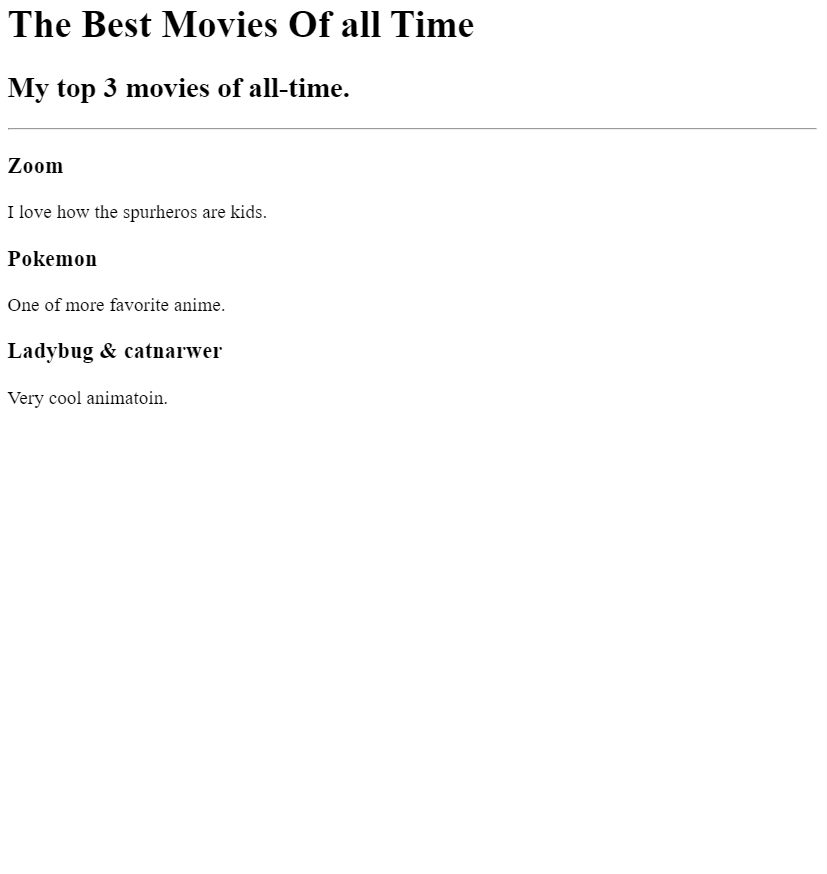 The Best Movies Of all Time
My top 3 movies of all-time.
Zoom
I love how the spurheros are kids.
Pokemon
One of more favorite anime.
Ladybug & catnarwer
Very cool animatoin.